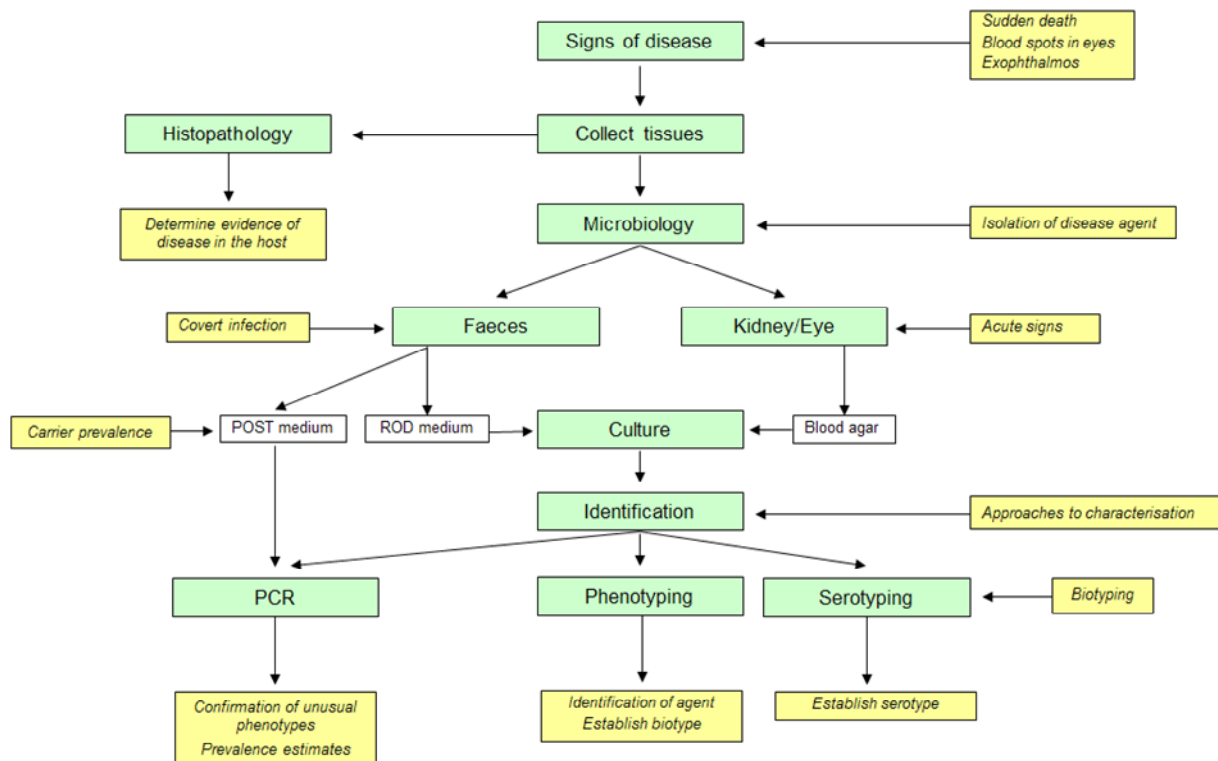 Sudden death
Signs of disease
Blood spots in eyes
Exophthalmos
Histopathology
Collect tissues
Determine evidence of
disease in the host
Microbiology
Isolation of disease agent
Covert infection
Faeces
Kidney/Eye
Acute signs
Carrier prevalence
POST medium
ROD medium
Culture
Blood agar
Identification
Approaches to characterisation
PCR
Phenotyping
Serotyping
Biotyping
Confirmation of unusual
phenotypes
Prevalence estimates
Identification of agent
Establish biotype
Establish serotype